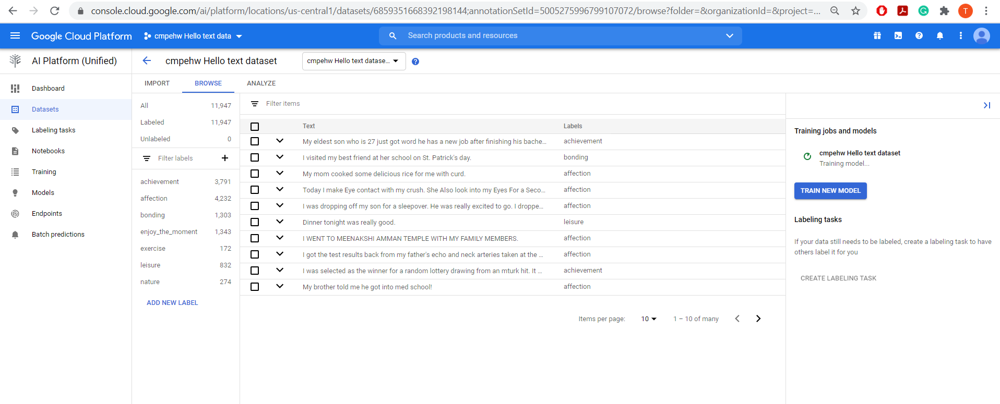 console.cloud.google.com/ai/platform/locations/us-central1/datasets/6859351668392198144;annotationSetId=5005275996799107072/browse?folder=&organizationId=&project=...
T
Google Cloud Platform
cmpehw Hello text data
Search products and resources
AI Platform (Unified)
cmpehw Hello text dataset
cmpehw Hello text datase...
IMPORT
BROWSE
ANALYZE
Dashboard
Datasets
Labeling tasks
Notebooks
Training
Models
Endpoints
Batch predictions
All 11,947
Labeled 11,947
Unlabeled 0
Filter labels
achievement 3,791
affection 4,232
bonding 1,303
enjoy_the_moment 1,343
exercise 172
leisure 832
nature 274
ADD NEW LABEL
Filter items
Text Labels
My eldest son who is 27 just got word he has a new job after finishing his bache... achievement
I visited my best friend at her school on St. Patrick's day. bonding
My mom cooked some delicious rice for me with curd. affection
Today I make Eye contact with my crush. She Also look into my Eyes For a Seco... affection
I was dropping off my son for a sleepover. He was really excited to go. I droppe... affection
Dinner tonight was really good. leisure
I WENT TO MEENAKSHI AMMAN TEMPLE WITH MY FAMILY MEMBERS. affection
I got the test results back from my father's echo and neck arteries taken at the ... affection
I was selected as the winner for a random lottery drawing from an mturk hit. It ... achievement
My brother told me he got into med school! affection
Items per page: 10 1 – 10 of many
Training jobs and models
cmpehw Hello text dataset
Training model...
TRAIN NEW MODEL
Labeling tasks
If your data still needs to be labeled, create a labeling task to have
others label it for you
CREATE LABELING TASK